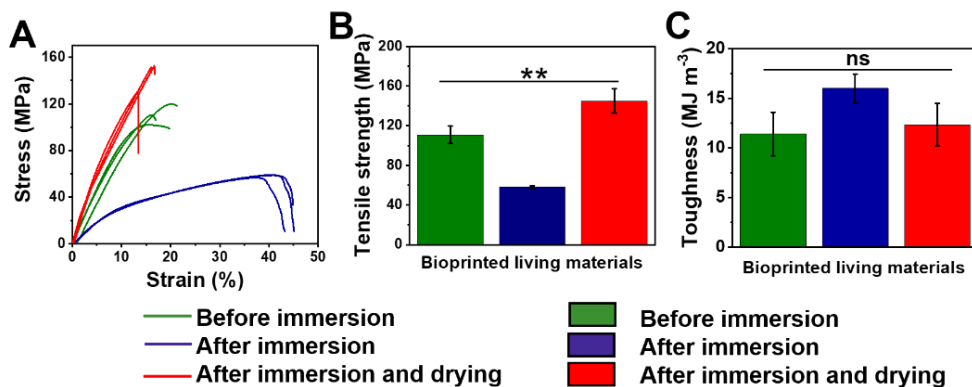 A
Stress (MPa)
160
120
80
40
0
0 10 20 30 40 50
Strain (%)
B
Tensile strength (MPa)
200
160
120
80
40
0
**
Bioprinted living materials
C
Toughness (MJ m-3)
20
15
10
5
0
ns
Bioprinted living materials
Before immersion
After immersion
After immersion and drying
Before immersion
After immersion
After immersion and drying